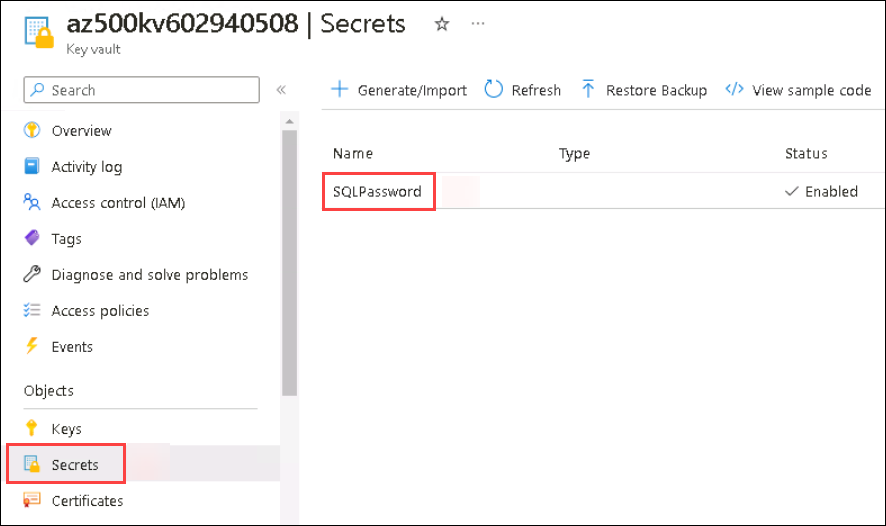 az500kv602940508 | Secrets
Key vault
Search
Generate/Import
Refresh
Restore Backup
View sample code
Overview
Activity log
Access control (IAM)
Tags
Diagnose and solve problems
Access policies
Events
Objects
Keys
Secrets
Certificates
Name Type Status
SQLPassword Enabled